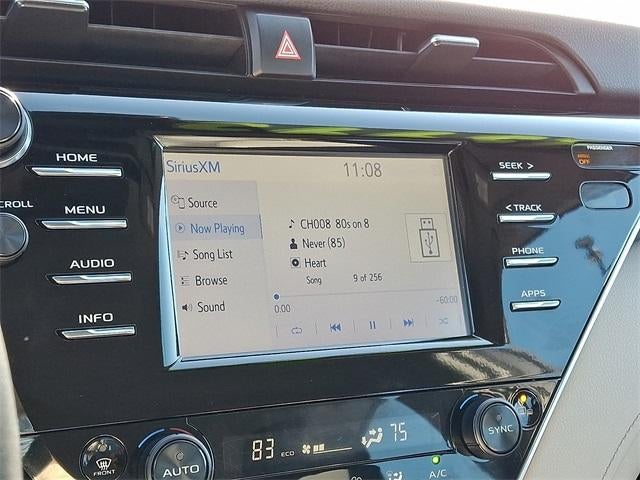 PASSENGER
OFF
HOME
SCROLL
MENU
AUDIO
INFO
SiriusXM 11:08
Source
Now Playing
Song List
Browse
Sound
CH008 80s on 8
Never (85)
Heart
Song 9 of 256
0:00 -60:00
SEEK >
< TRACK
PHONE
APPS
FRONT
AUTO
83 ECO 75
SYNC
A/C